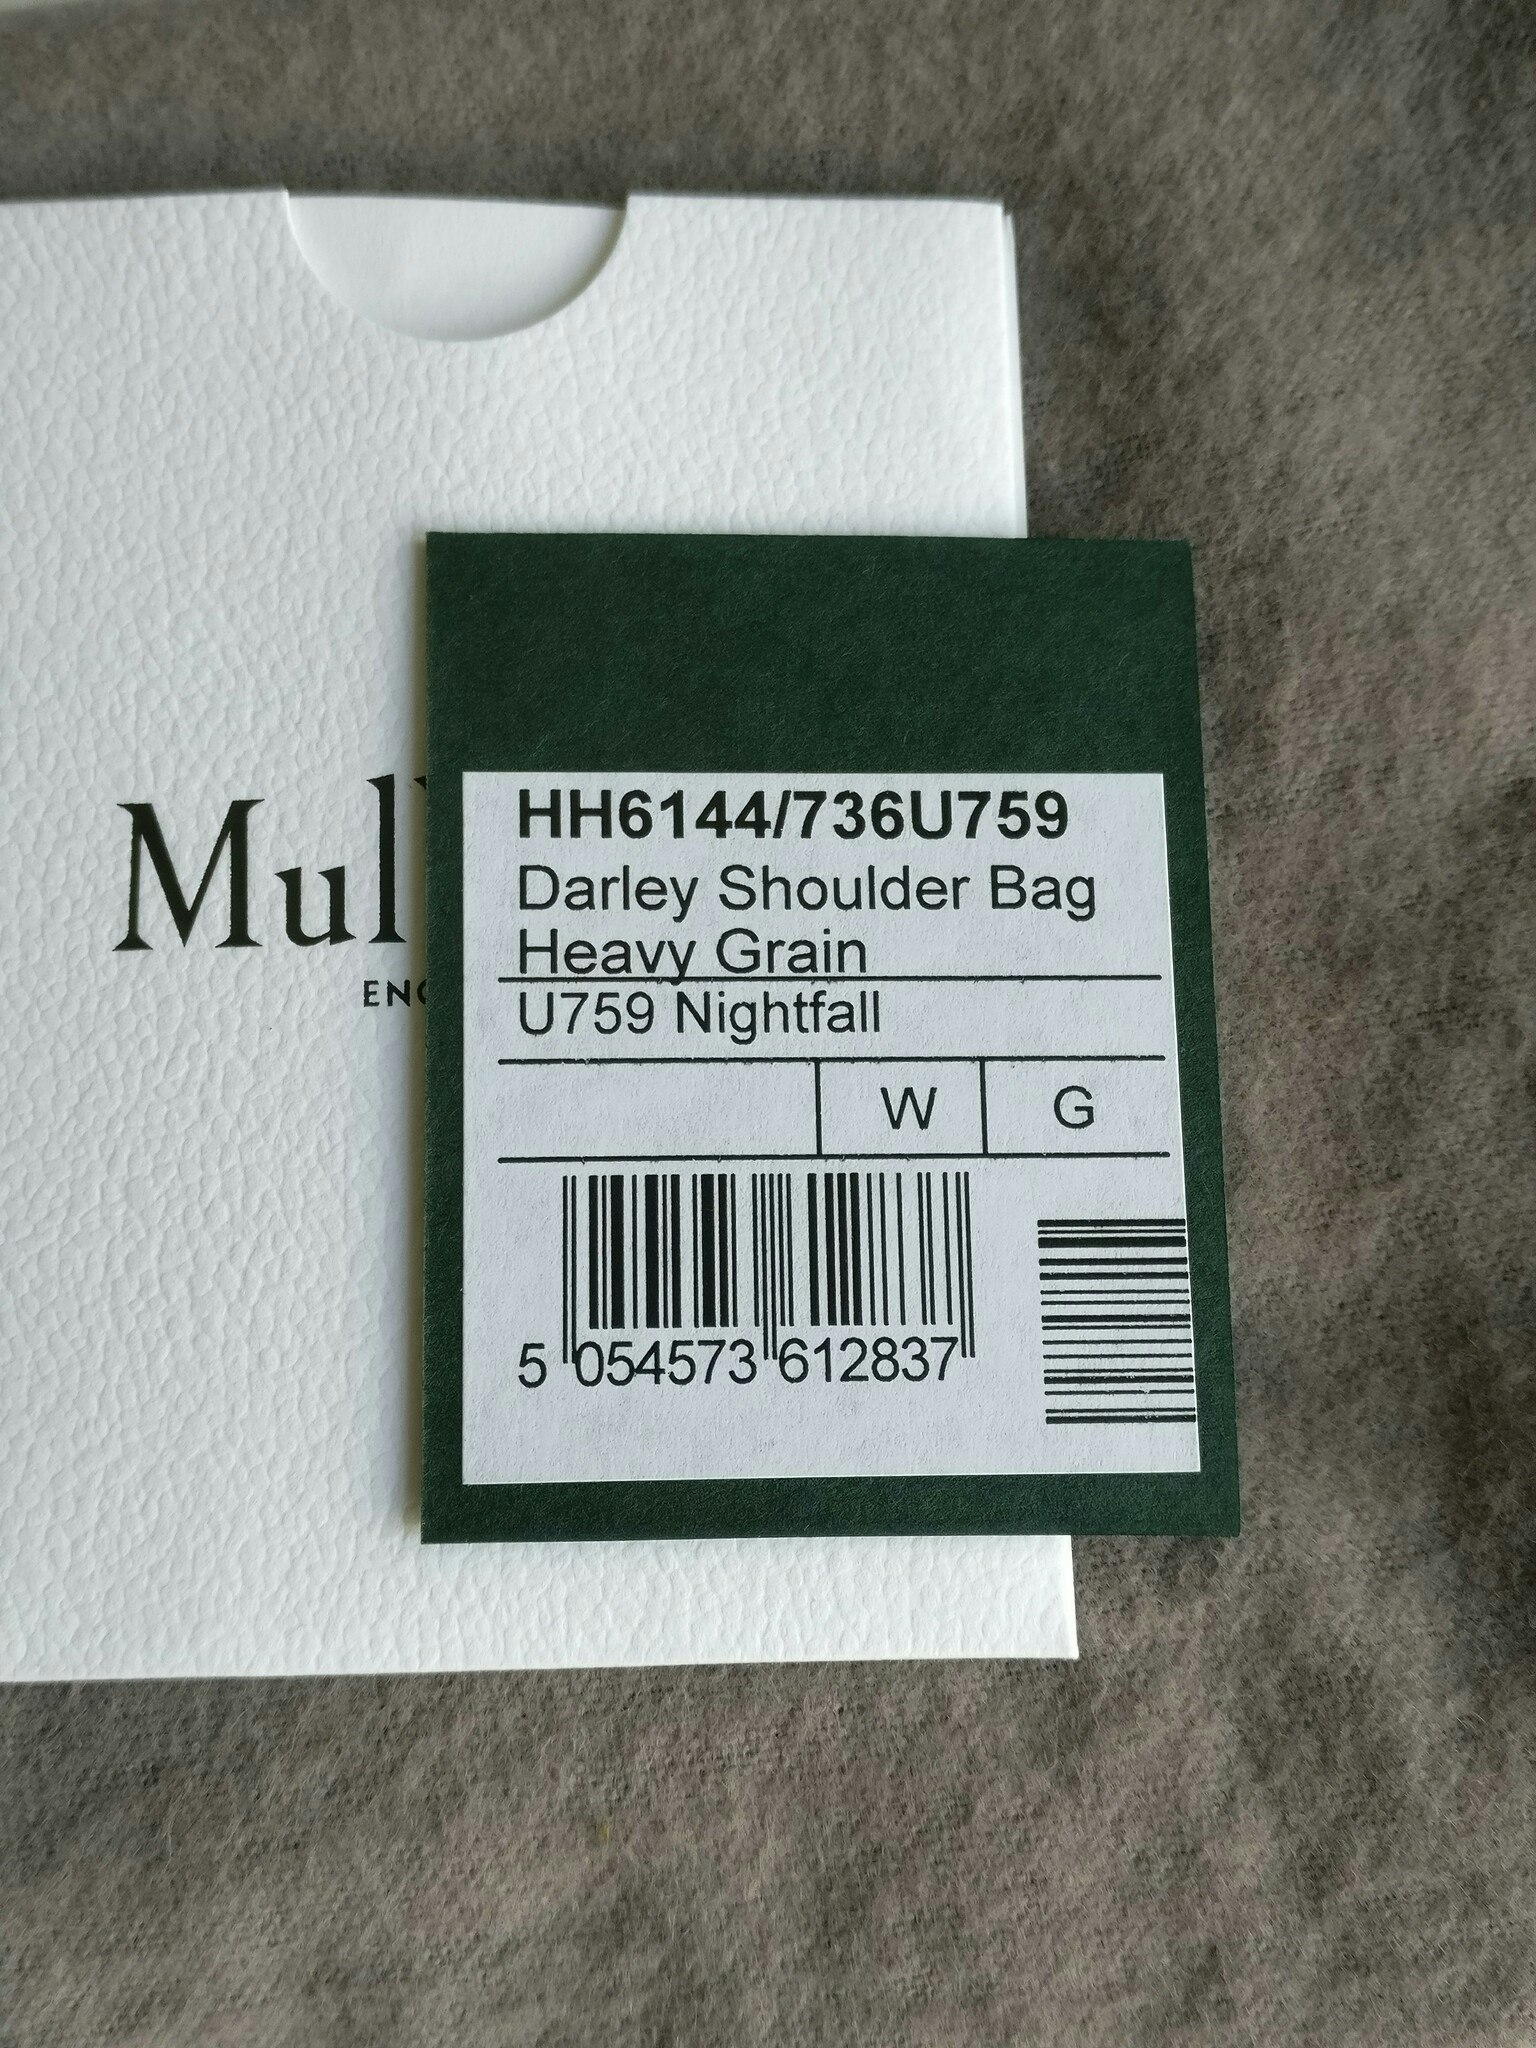 Mul
ENG
HH6144/736U759
Darley Shoulder Bag
Heavy Grain
U759 Nightfall
W G
5 054573 612837